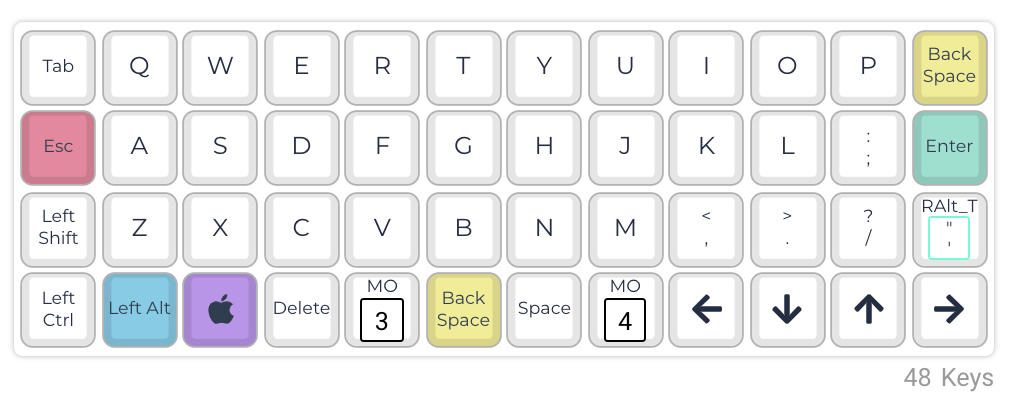 Tab Q W E R T Y U I O P Back Space
Esc A S D F G H J K L : ; Enter
Left Shift Z X C V B N M < , > . ? / RAlt_T " '
Left Ctrl Left Alt Delete MO 3 Back Space Space MO 4 ← ↓ ↑ →
48 Keys